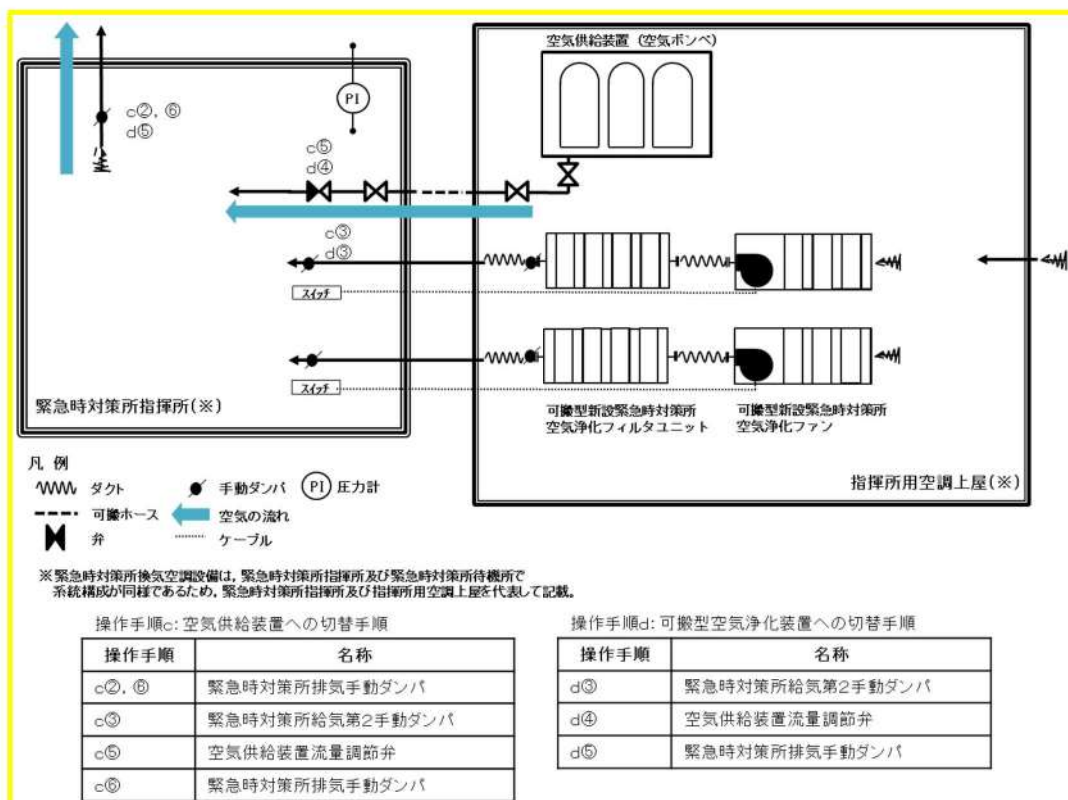 空気供給装置（空気ボンベ）
PI
c②，⑥
d⑤
c⑤
d④
c③
d③
スイッチ
スイッチ
緊急時対策所指揮所(※)
可搬型新設緊急時対策所
空気浄化フィルタユニット
可搬型新設緊急時対策所
空気浄化ファン
指揮所用空調上屋(※)
凡 例
ダクト
手動ダンパ
PI 圧力計
可搬ホース
空気の流れ
弁
ケーブル
※緊急時対策所換気空調設備は，緊急時対策所指揮所及び緊急時対策所待機所で
系統構成が同様であるため，緊急時対策所指揮所及び指揮所用空調上屋を代表して記載。
操作手順c：空気供給装置への切替手順
操作手順 名称
c②，⑥ 緊急時対策所排気手動ダンパ
c③ 緊急時対策所給気第2手動ダンパ
c⑤ 空気供給装置流量調節弁
c⑥ 緊急時対策所排気手動ダンパ
操作手順d：可搬型空気浄化装置への切替手順
操作手順 名称
d③ 緊急時対策所給気第2手動ダンパ
d④ 空気供給装置流量調節弁
d⑤ 緊急時対策所排気手動ダンパ